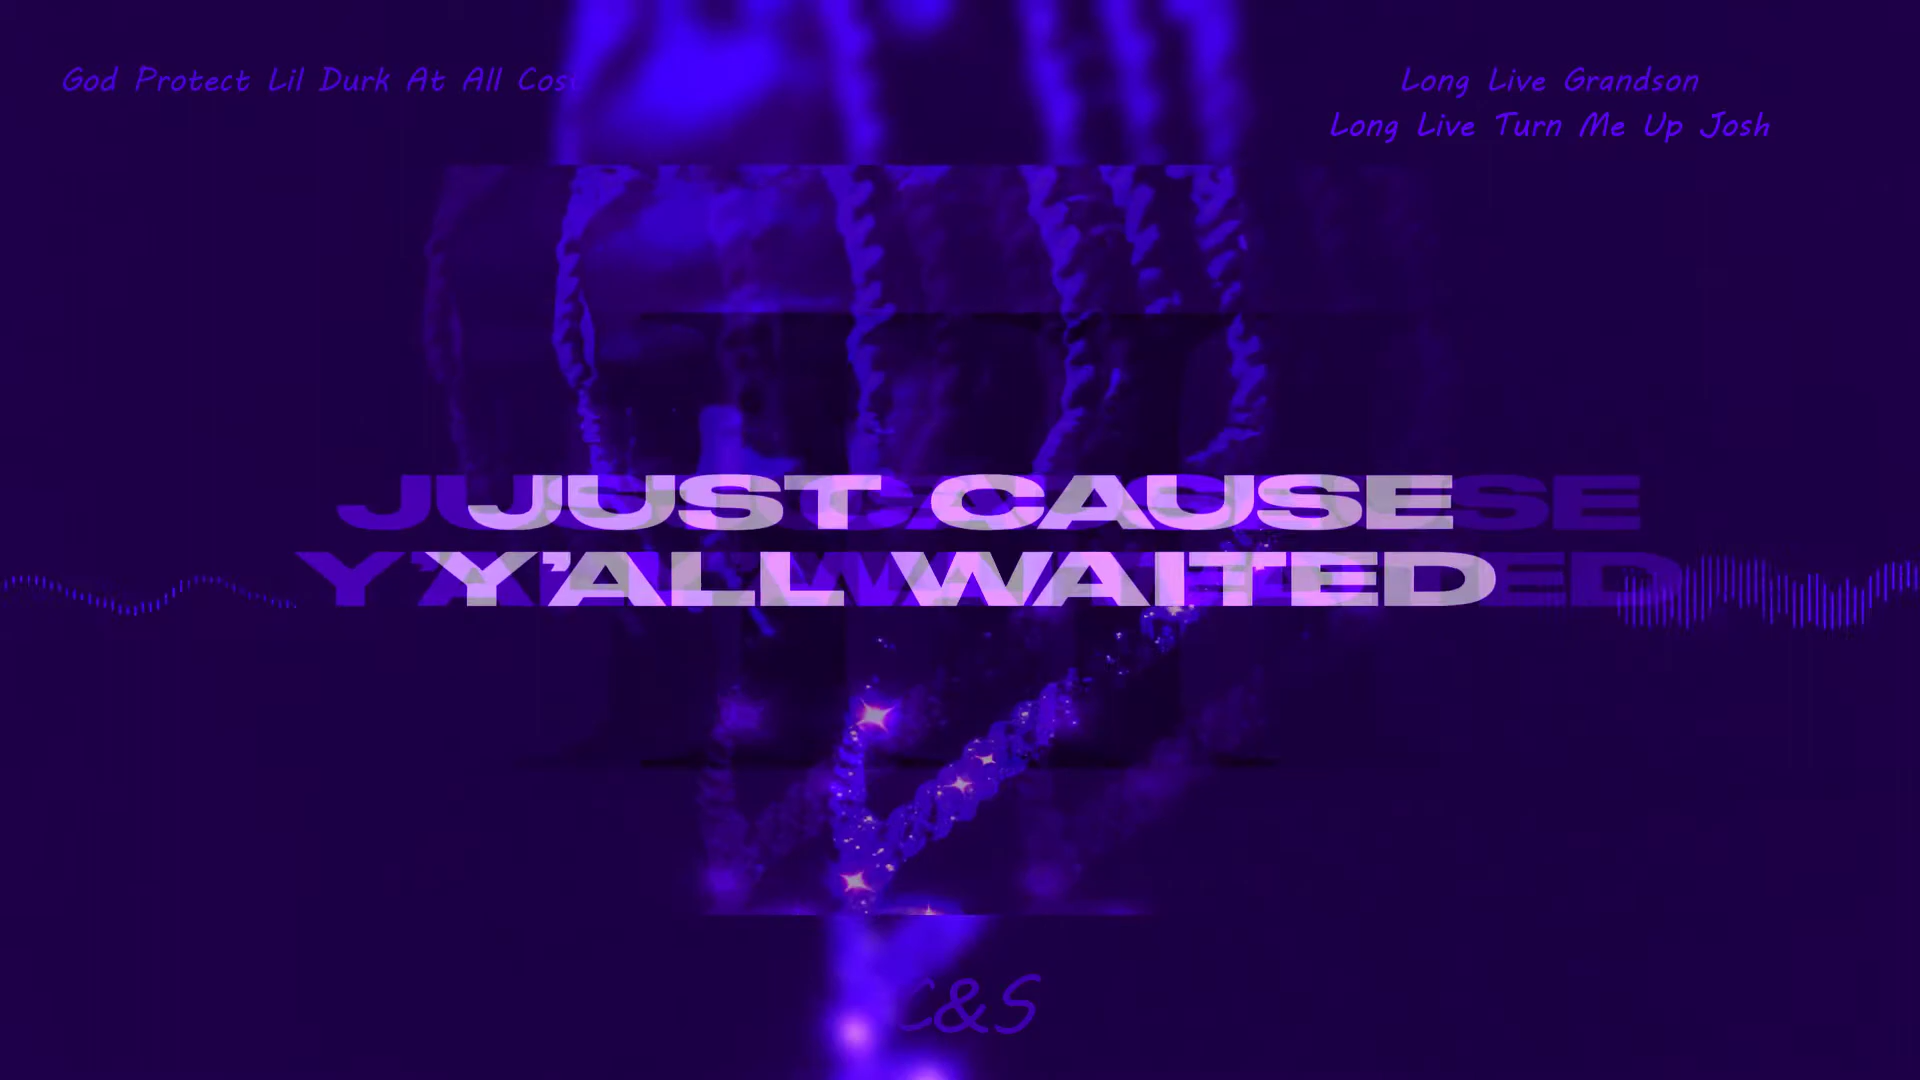 God Protect Lil Durk At All Cost
Long Live Grandson
Long Live Turn Me Up Josh
JUST CAUSE
Y'ALL WAITED
C&S